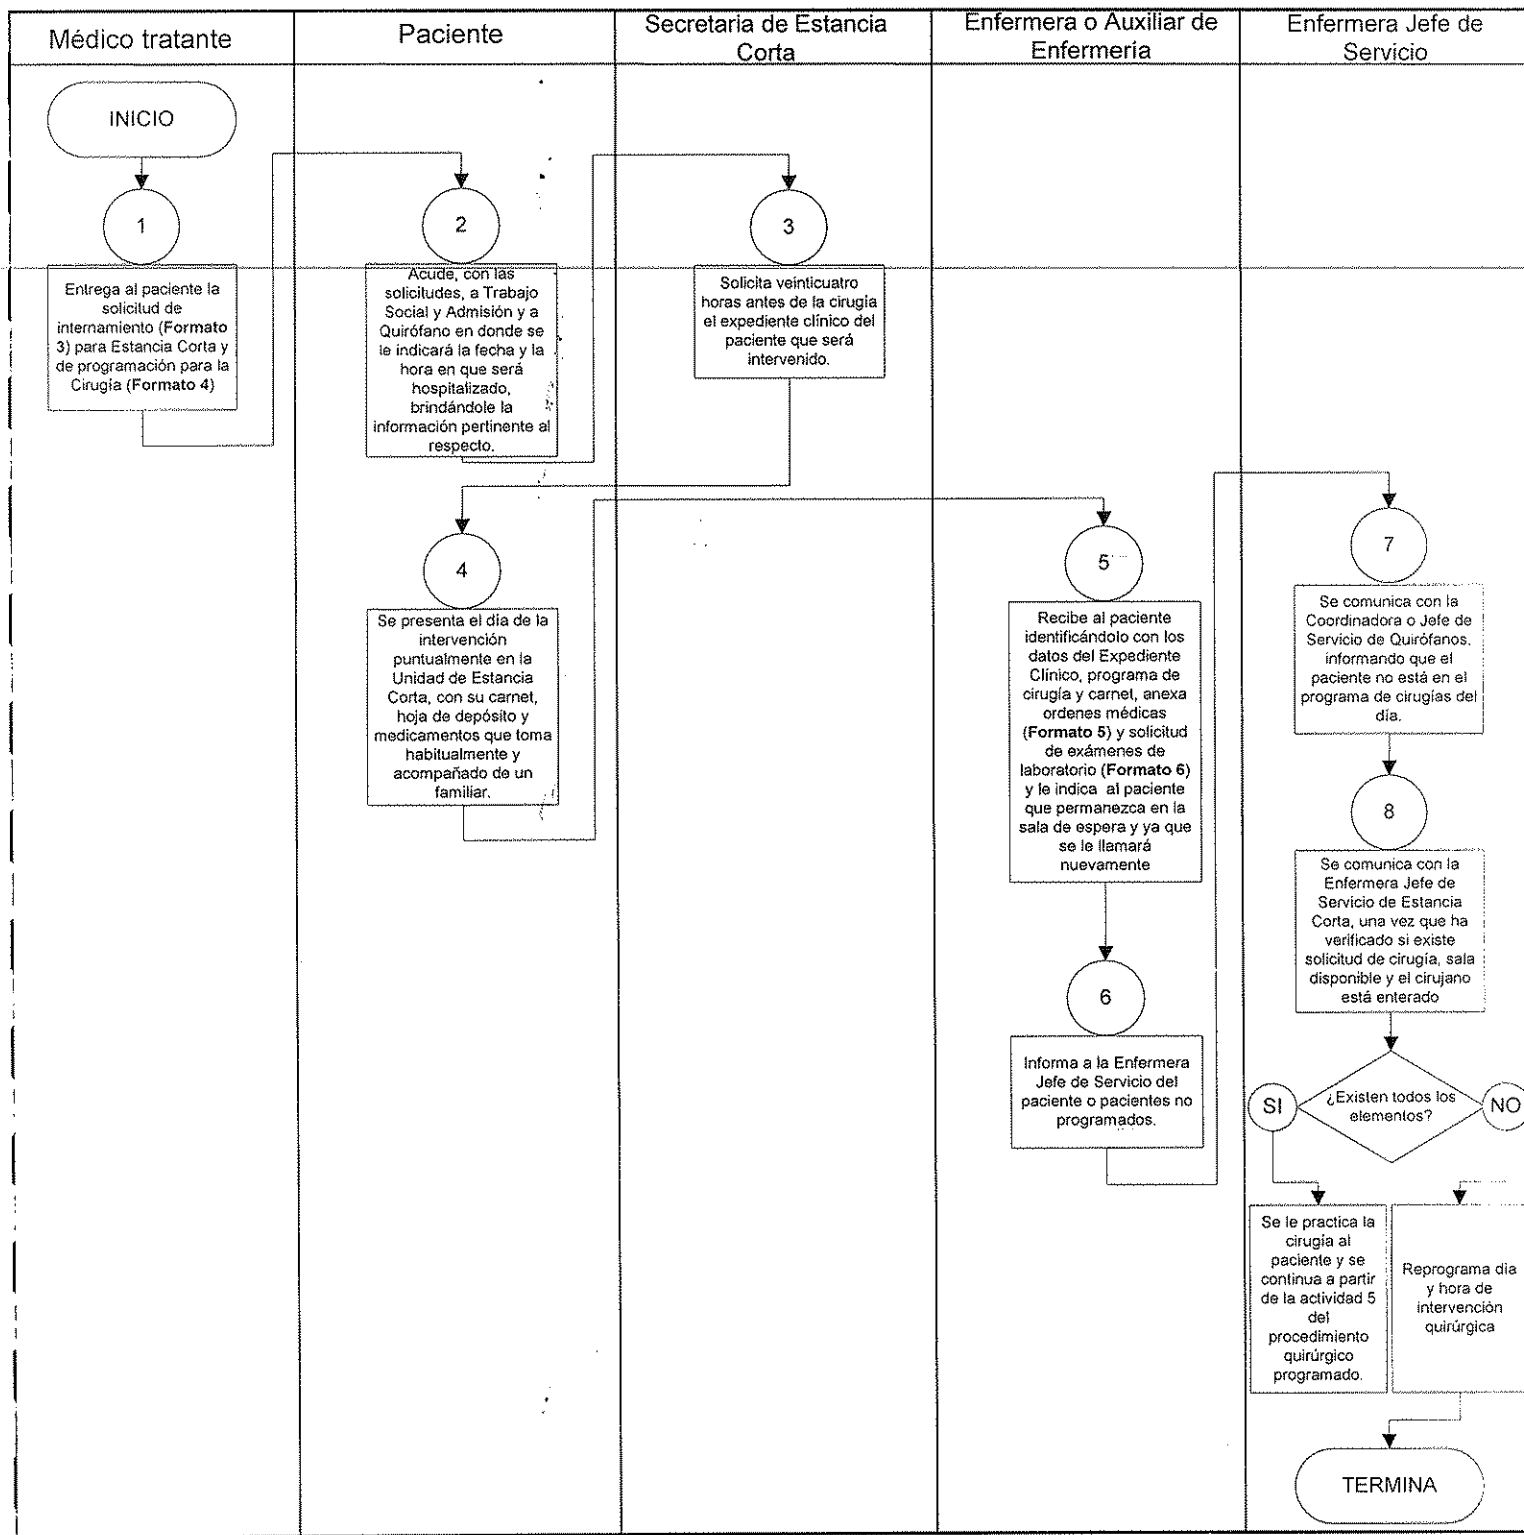 Médico tratante
Paciente
Secretaria de Estancia
Corta
Enfermera o Auxiliar de
Enfermería
Enfermera Jefe de
Servicio
INICIO
1
Entrega al paciente la
solicitud de
internamiento (Formato
3) para Estancia Corta y
de programación para la
Cirugía (Formato 4)
2
Acude, con las
solicitudes, a Trabajo
Social y Admisión y a
Quirófano en donde se
le indicará la fecha y la
hora en que será
hospitalizado,
brindándole la
información pertinente al
respecto.
3
Solicita veinticuatro
horas antes de la cirugía
el expediente clínico del
paciente que será
intervenido.
4
Se presenta el día de la
intervención
puntualmente en la
Unidad de Estancia
Corta, con su carnet,
hoja de depósito y
medicamentos que toma
habitualmente y
acompañado de un
familiar.
5
Recibe al paciente
identificándolo con los
datos del Expediente
Clínico, programa de
cirugía y carnet, anexa
ordenes médicas
(Formato 5) y solicitud
de exámenes de
laboratorio (Formato 6)
y le indica al paciente
que permanezca en la
sala de espera y ya que
se le llamará
nuevamente
6
Informa a la Enfermera
Jefe de Servicio del
paciente o pacientes no
programados.
7
Se comunica con la
Coordinadora o Jefe de
Servicio de Quirófanos,
informando que el
paciente no está en el
programa de cirugías del
día.
8
Se comunica con la
Enfermera Jefe de
Servicio de Estancia
Corta, una vez que ha
verificado si existe
solicitud de cirugía, sala
disponible y el cirujano
está enterado
¿Existen todos los
elementos?
SI
NO
Se le practica la
cirugía al
paciente y se
continua a partir
de la actividad 5
del
procedimiento
quirúrgico
programado.
Reprograma día
y hora de
intervención
quirúrgica
TERMINA